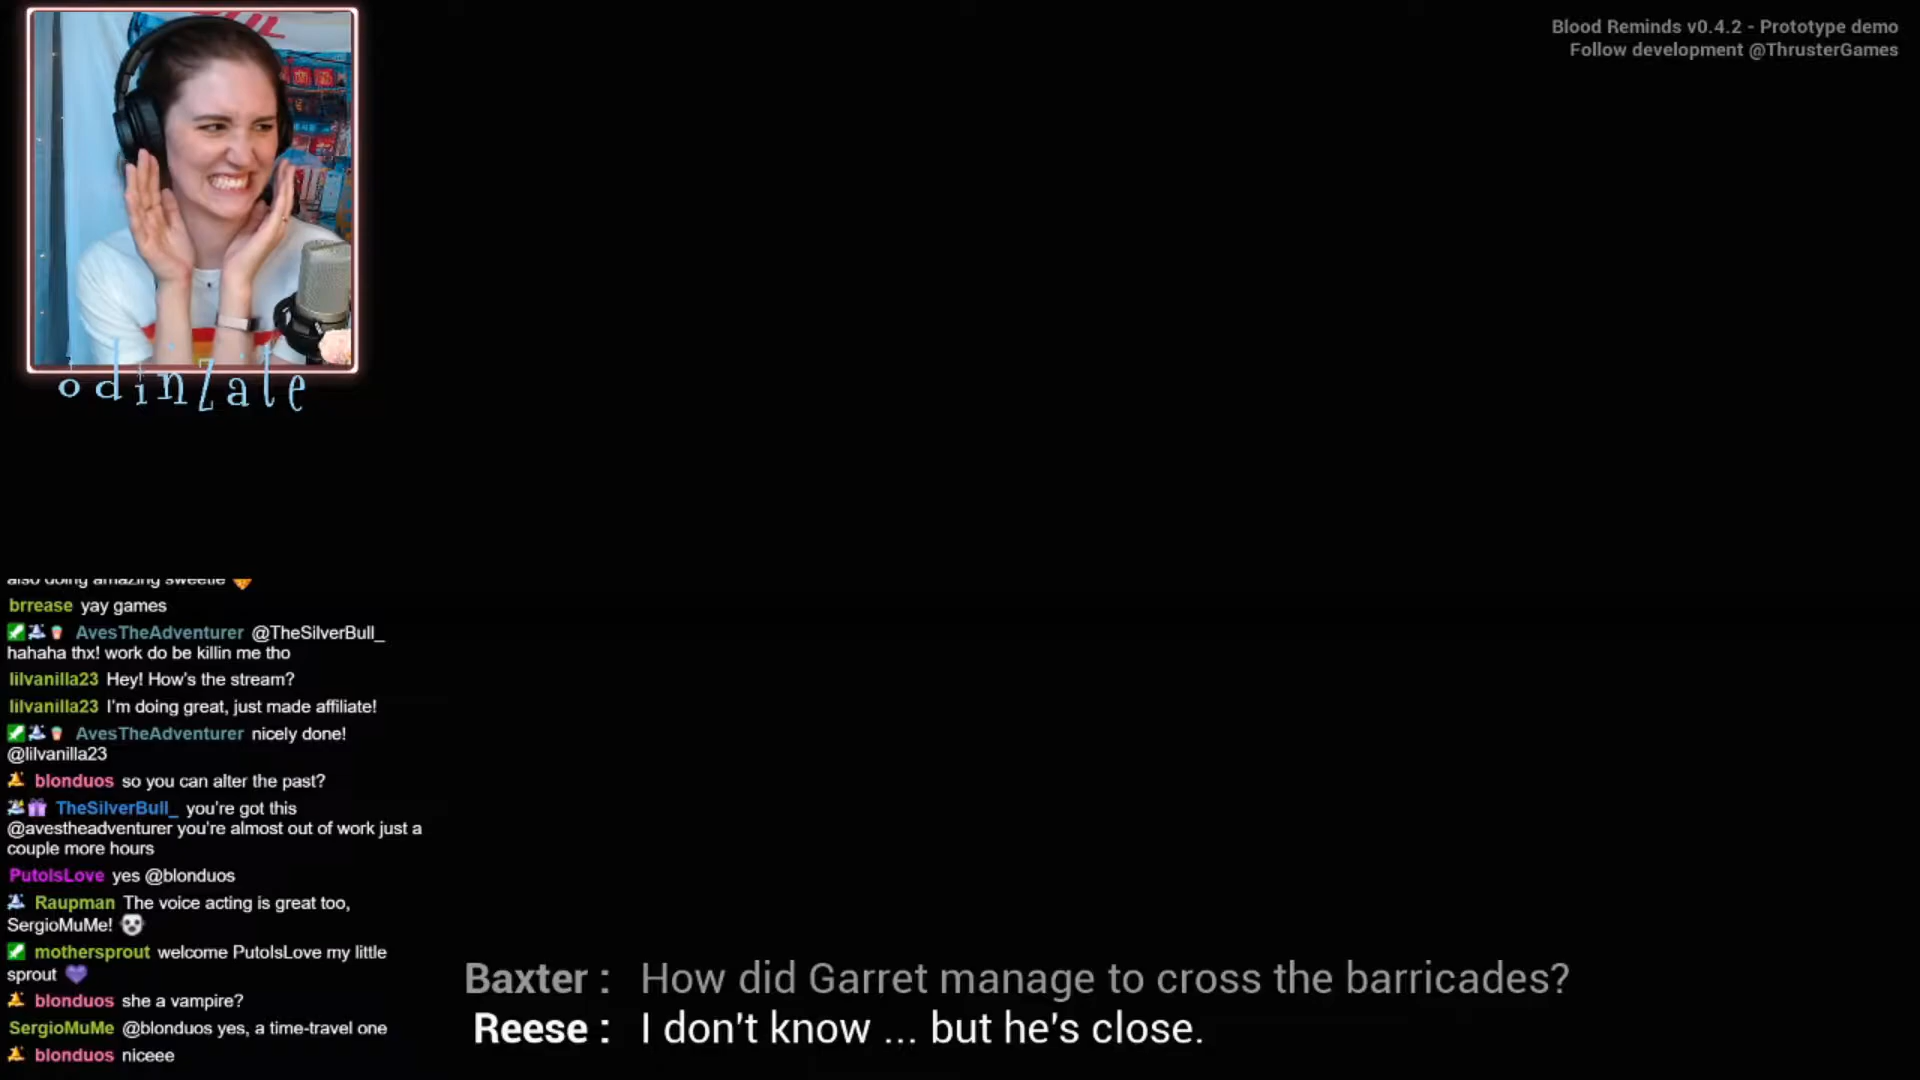 Blood Reminds v0.4.2 - Prototype demo
Follow development @ThrusterGames
odinzate
also doing amazing sweetie
brrease yay games
AvesTheAdventurer @TheSilverBull_
hahaha thx! work do be killin me tho
lilvanilla23 Hey! How's the stream?
lilvanilla23 I'm doing great, just made affiliate!
AvesTheAdventurer nicely done!
@lilvanilla23
blonduos so you can alter the past?
TheSilverBull_ you're got this
@avestheadventurer you're almost out of work just a
couple more hours
PutoIsLove yes @blonduos
Raupman The voice acting is great too,
SergioMuMe!
mothersprout welcome PutoIsLove my little
sprout
blonduos she a vampire?
SergioMuMe @blonduos yes, a time-travel one
blonduos niceee
Baxter : How did Garret manage to cross the barricades?
Reese : I don't know ... but he's close.